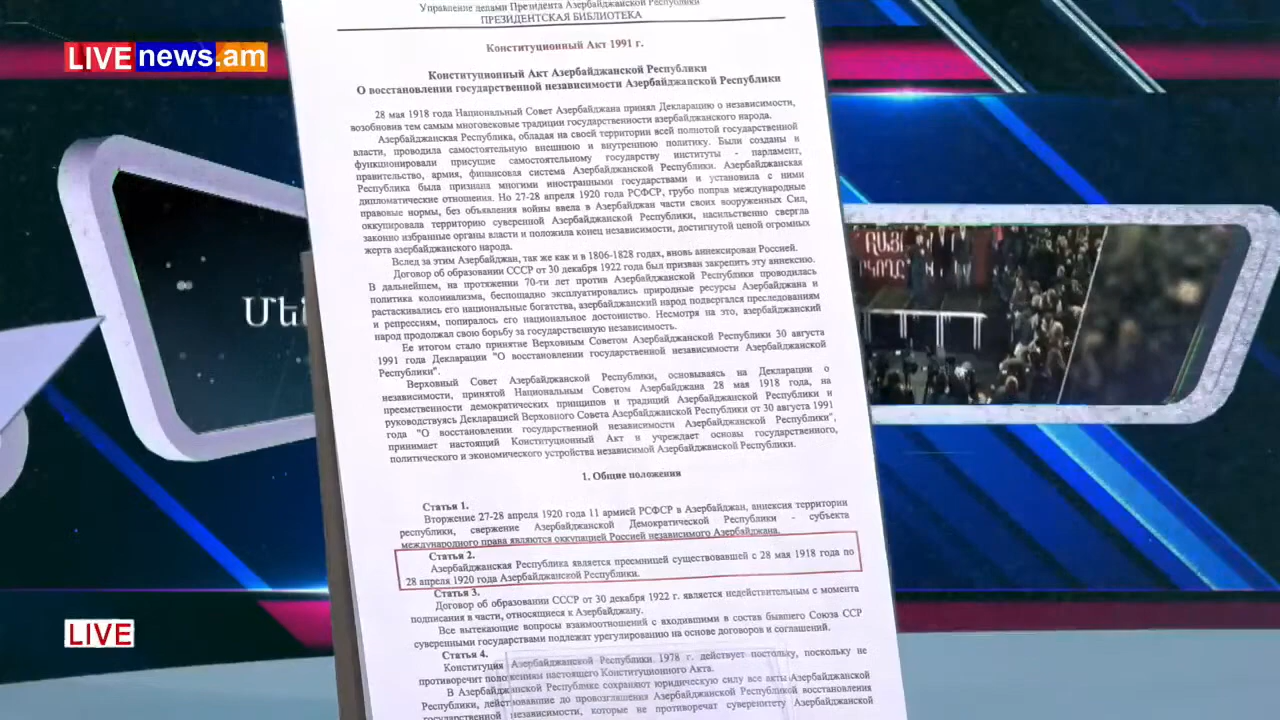 LIVEnews.am
Управление делами Президента Азербайджанской Республики
ПРЕЗИДЕНТСКАЯ БИБЛИОТЕКА
Конституционный Акт 1991 г.
Конституционный Акт Азербайджанской Республики
О восстановлении государственной независимости Азербайджанской Республики
28 мая 1918 года Национальный Совет Азербайджана принял Декларацию о независимости,
возобновив тем самым многовековые традиции государственности азербайджанского народа.
Азербайджанская Республика, обладая на своей территории всей полнотой государственной
власти, проводила самостоятельную внешнюю и внутреннюю политику. Были созданы и
функционировали присущие самостоятельному государству институты - парламент,
правительство, армия, финансовая система Азербайджанской Республики. Азербайджанская
Республика была признана многими иностранными государствами и установила с ними
дипломатические отношения. Но 27-28 апреля 1920 года РСФСР, грубо поправ международные
правовые нормы, без объявления войны ввела в Азербайджан части своих вооруженных Сил,
оккупировала территорию суверенной Азербайджанской Республики, насильственно свергла
законно избранные органы власти и положила конец независимости, достигнутой ценой огромных
жертв азербайджанского народа.
Вслед за этим Азербайджан, так же как и в 1806-1828 годах, вновь аннексирован Россией.
Договор об образовании СССР от 30 декабря 1922 года был призван закрепить эту аннексию.
В дальнейшем, на протяжении 70-ти лет против Азербайджанской Республики проводилась
политика колониализма, беспощадно эксплуатировались природные ресурсы Азербайджана и
растаскивались его национальные богатства, азербайджанский народ подвергался преследованиям
и репрессиям, попиралось его национальное достоинство. Несмотря на это, азербайджанский
народ продолжал свою борьбу за государственную независимость.
Ее итогом стало принятие Верховным Советом Азербайджанской Республики 30 августа
1991 года Декларации "О восстановлении государственной независимости Азербайджанской
Республики".
Верховный Совет Азербайджанской Республики, основываясь на Декларации о
независимости, принятой Национальным Советом Азербайджана 28 мая 1918 года, на
преемственности демократических принципов и традиций Азербайджанской Республики и
руководствуясь Декларацией Верховного Совета Азербайджанской Республики от 30 августа 1991
года "О восстановлении государственной независимости Азербайджанской Республики",
принимает настоящий Конституционный Акт и учреждает основы государственного,
политического и экономического устройства независимой Азербайджанской Республики.
1. Общие положения
Статья 1.
Вторжение 27-28 апреля 1920 года 11 армией РСФСР в Азербайджан, аннексия территории
республики, свержение Азербайджанской Демократической Республики - субъекта
международного права являются оккупацией Россией независимого Азербайджана.
Статья 2.
Азербайджанская Республика является преемницей существовавшей с 28 мая 1918 года по
28 апреля 1920 года Азербайджанской Республики.
Статья 3.
Договор об образовании СССР от 30 декабря 1922 г. является недействительным с момента
подписания в части, относящиеся к Азербайджану.
Все вытекающие вопросы взаимоотношений с входившими в состав бывшего Союза ССР
суверенными государствами подлежат урегулированию на основе договоров и соглашений.
Статья 4.
Конституция Азербайджанской Республики 1978 г. действует постольку, поскольку не
противоречит положениям настоящего Конституционного Акта.
В Азербайджанской Республике сохраняют юридическую силу все акты Азербайджанской
Республики, действовавшие до провозглашения Азербайджанской Республикой восстановления
государственной независимости, которые не противоречат суверенитету Азербайджанской
Մեն
LIVE